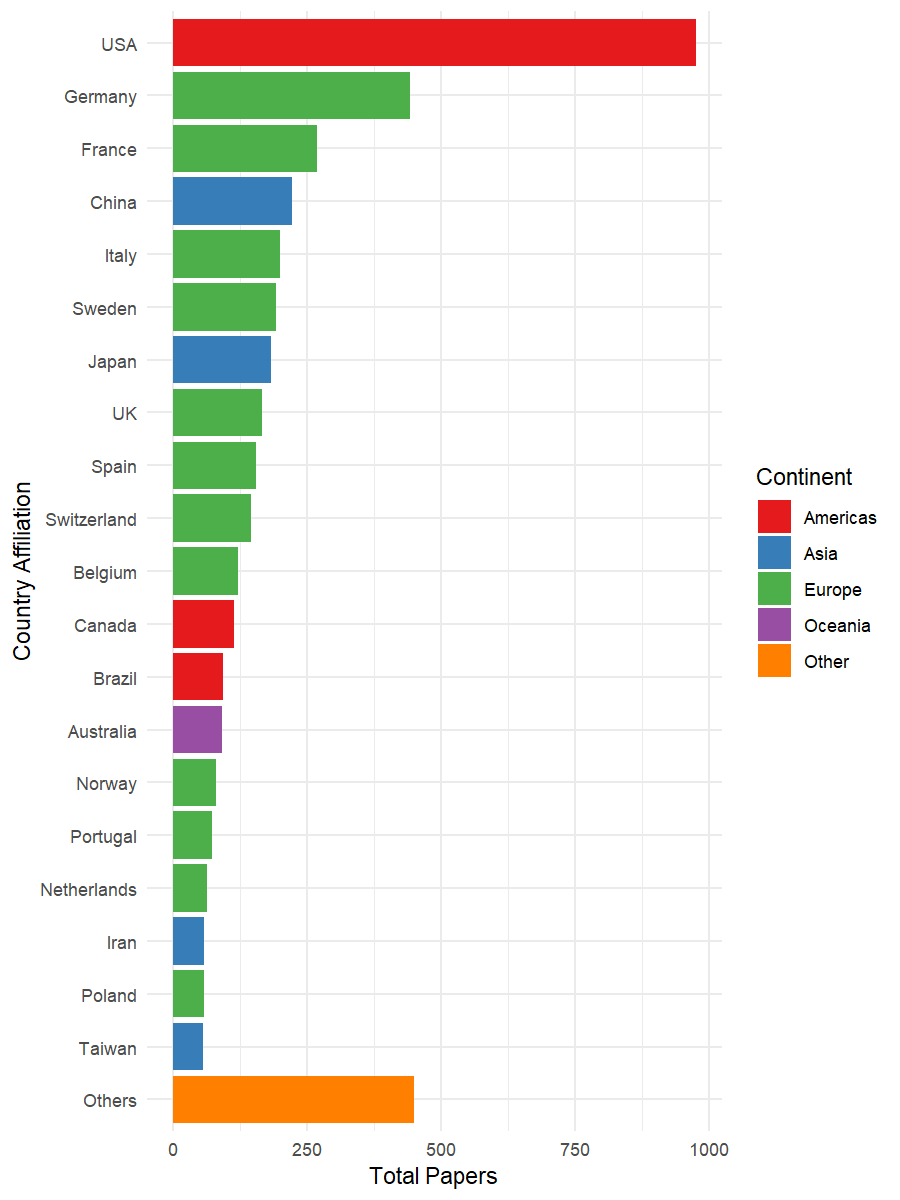 USA
Germany
France
China
Italy
Sweden
Japan
UK
Spain
Switzerland
Belgium
Canada
Brazil
Australia
Norway
Portugal
Netherlands
Iran
Poland
Taiwan
Others
Country Affiliation
0 250 500 750 1000
Total Papers
Continent
Americas
Asia
Europe
Oceania
Other